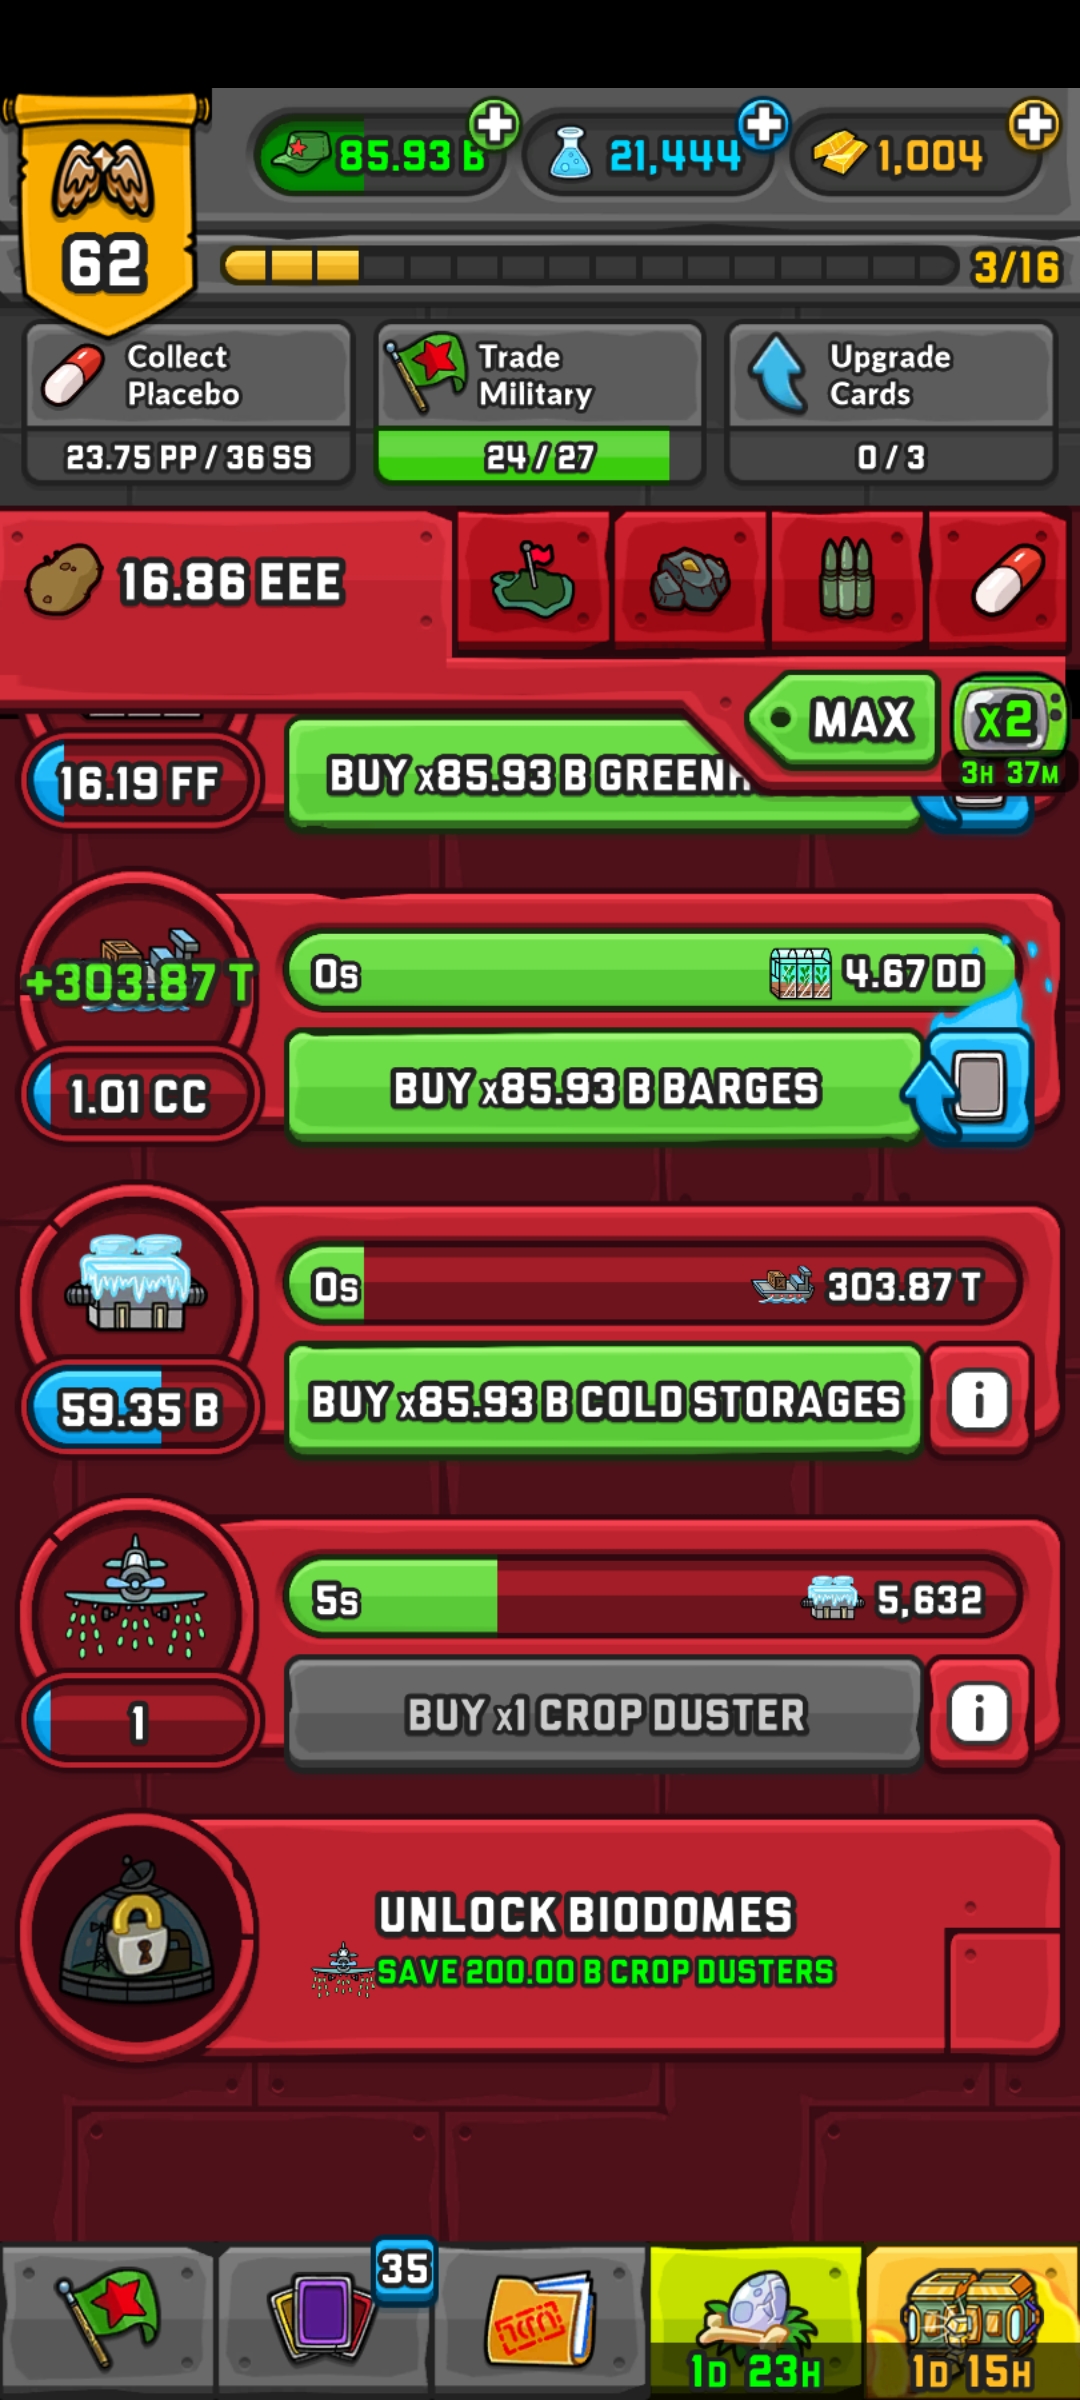 85.93 B
21,444
1,004
62
3/16
Collect
Placebo
23.75 PP / 36 SS
Trade
Military
24 / 27
Upgrade
Cards
0 / 3
16.86 EEE
MAX
x2
3H 37M
16.19 FF
BUY x85.93 B
+303.87 T
0s
4.67 DD
1.01 CC
BUY x85.93 B BARGES
0s
303.87 T
59.35 B
BUY x85.93 B COLD STORAGES
i
5s
5,632
1
BUY x1 CROP DUSTER
i
UNLOCK BIODOMES
SAVE 200.00 B CROP DUSTERS
35
1D 23H
1D 15H